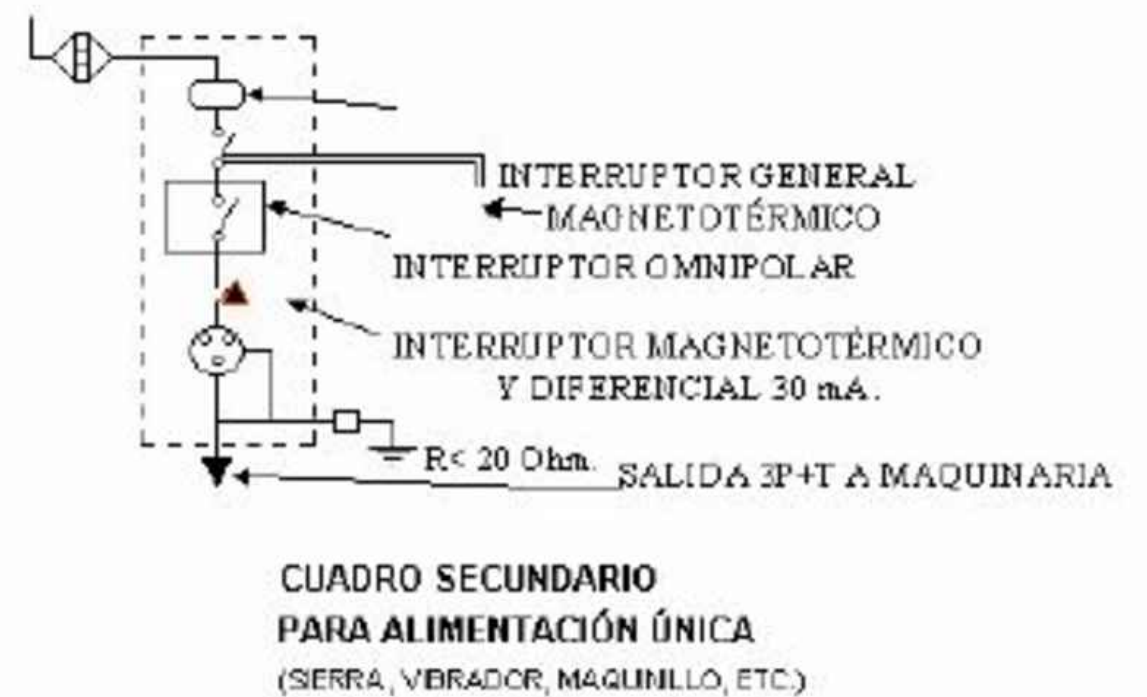 INTERRUPTOR GENERAL
MAGNETOTÉRMICO
INTERRUPTOR OMNIPOLAR
INTERRUPTOR MAGNETOTÉRMICO
Y DIFERENCIAL 30 mA.
R< 20 Ohm.
SALIDA 3P+T A MAQUINARIA
CUADRO SECUNDARIO
PARA ALIMENTACIÓN ÚNICA
(SIERRA, VIBRADOR, MAQUINILLO, ETC.)